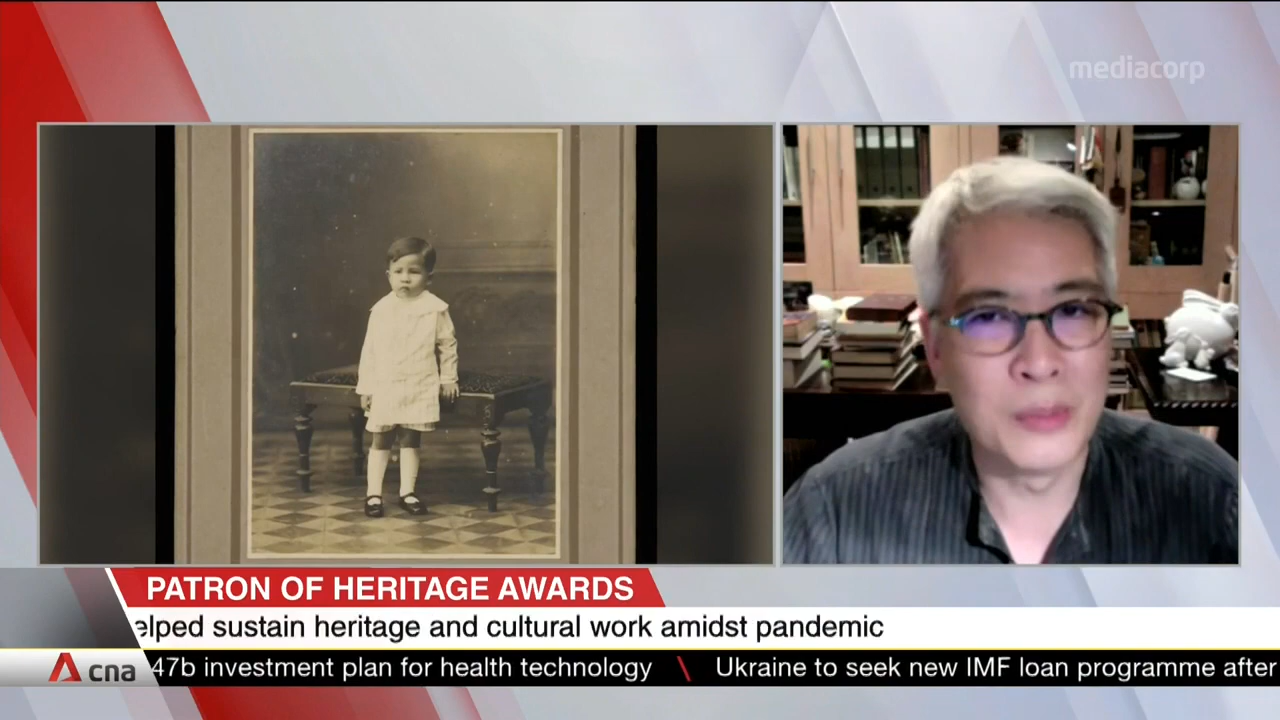 mediacorp
PATRON OF HERITAGE AWARDS
elped sustain heritage and cultural work amidst pandemic
cna 47b investment plan for health technology \ Ukraine to seek new IMF loan programme after